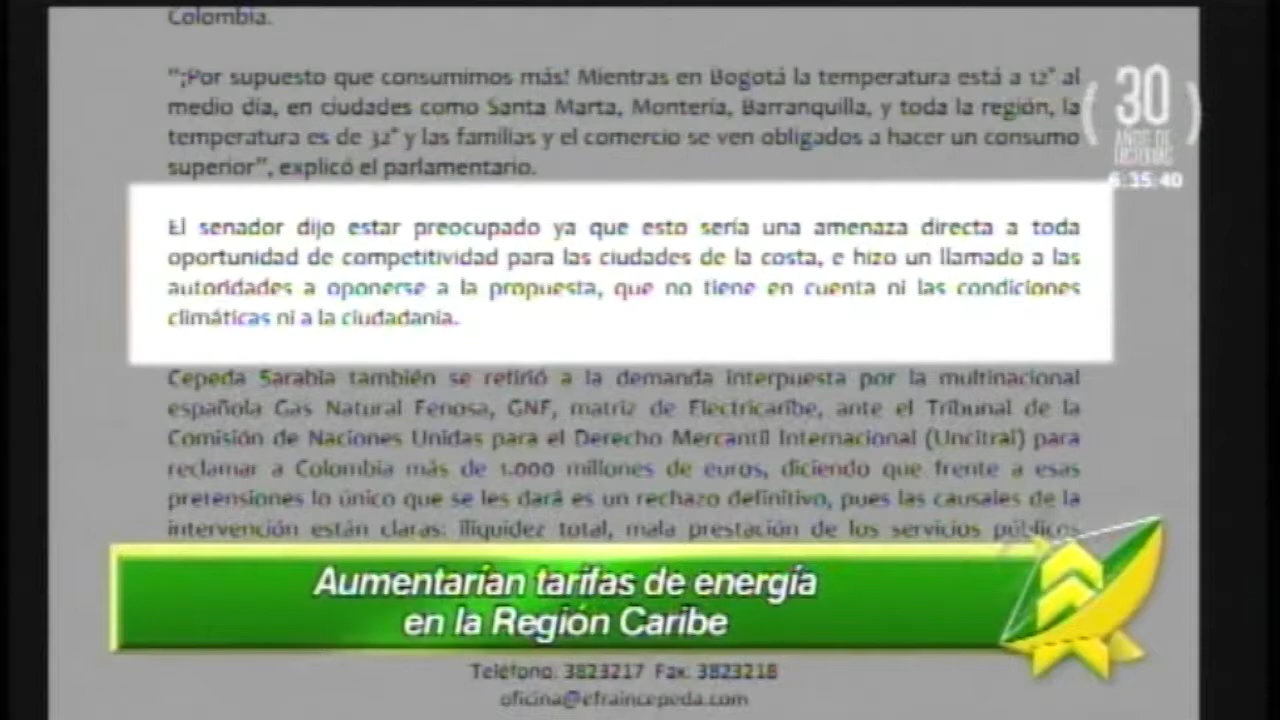 Colombia.
"¡Por supuesto que consumimos más! Mientras en Bogotá la temperatura está a 12° al
medio día, en ciudades como Santa Marta, Montería, Barranquilla, y toda la región, la
temperatura es de 32° y las familias y el comercio se ven obligados a hacer un consumo
superior", explicó el parlamentario.
El senador dijo estar preocupado ya que esto sería una amenaza directa a toda
oportunidad de competitividad para las ciudades de la costa, e hizo un llamado a las
autoridades a oponerse a la propuesta, que no tiene en cuenta ni las condiciones
climáticas ni a la ciudadanía.
Cepeda Sarabia también se refirió a la demanda interpuesta por la multinacional
española Gas Natural Fenosa, GNF, matriz de Electricaribe, ante el Tribunal de la
Comisión de Naciones Unidas para el Derecho Mercantil Internacional (Uncitral) para
reclamar a Colombia más de 1.000 millones de euros, diciendo que frente a esas
pretensiones lo único que se les dará es un rechazo definitivo, pues las causales de la
intervención están claras: iliquidez total, mala prestación de los servicios públicos
30
AÑOS DE
6:35:40
Aumentarían tarifas de energía
en la Región Caribe
Teléfono: 3823217 Fax: 3823218
oficina@efraincepeda.com